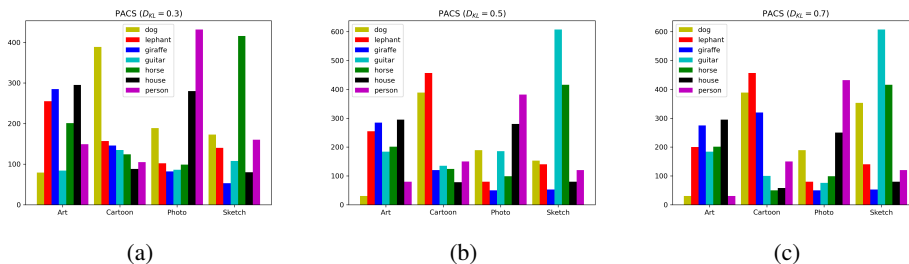 PACS (D_KL = 0.3)
400
300
200
100
0
dog
lephant
giraffe
guitar
horse
house
person
Art Cartoon Photo Sketch
(a)
PACS (D_KL = 0.5)
600
500
400
300
200
100
0
dog
lephant
giraffe
guitar
horse
house
person
Art Cartoon Photo Sketch
(b)
PACS (D_KL = 0.7)
600
500
400
300
200
100
0
dog
lephant
giraffe
guitar
horse
house
person
Art Cartoon Photo Sketch
(c)